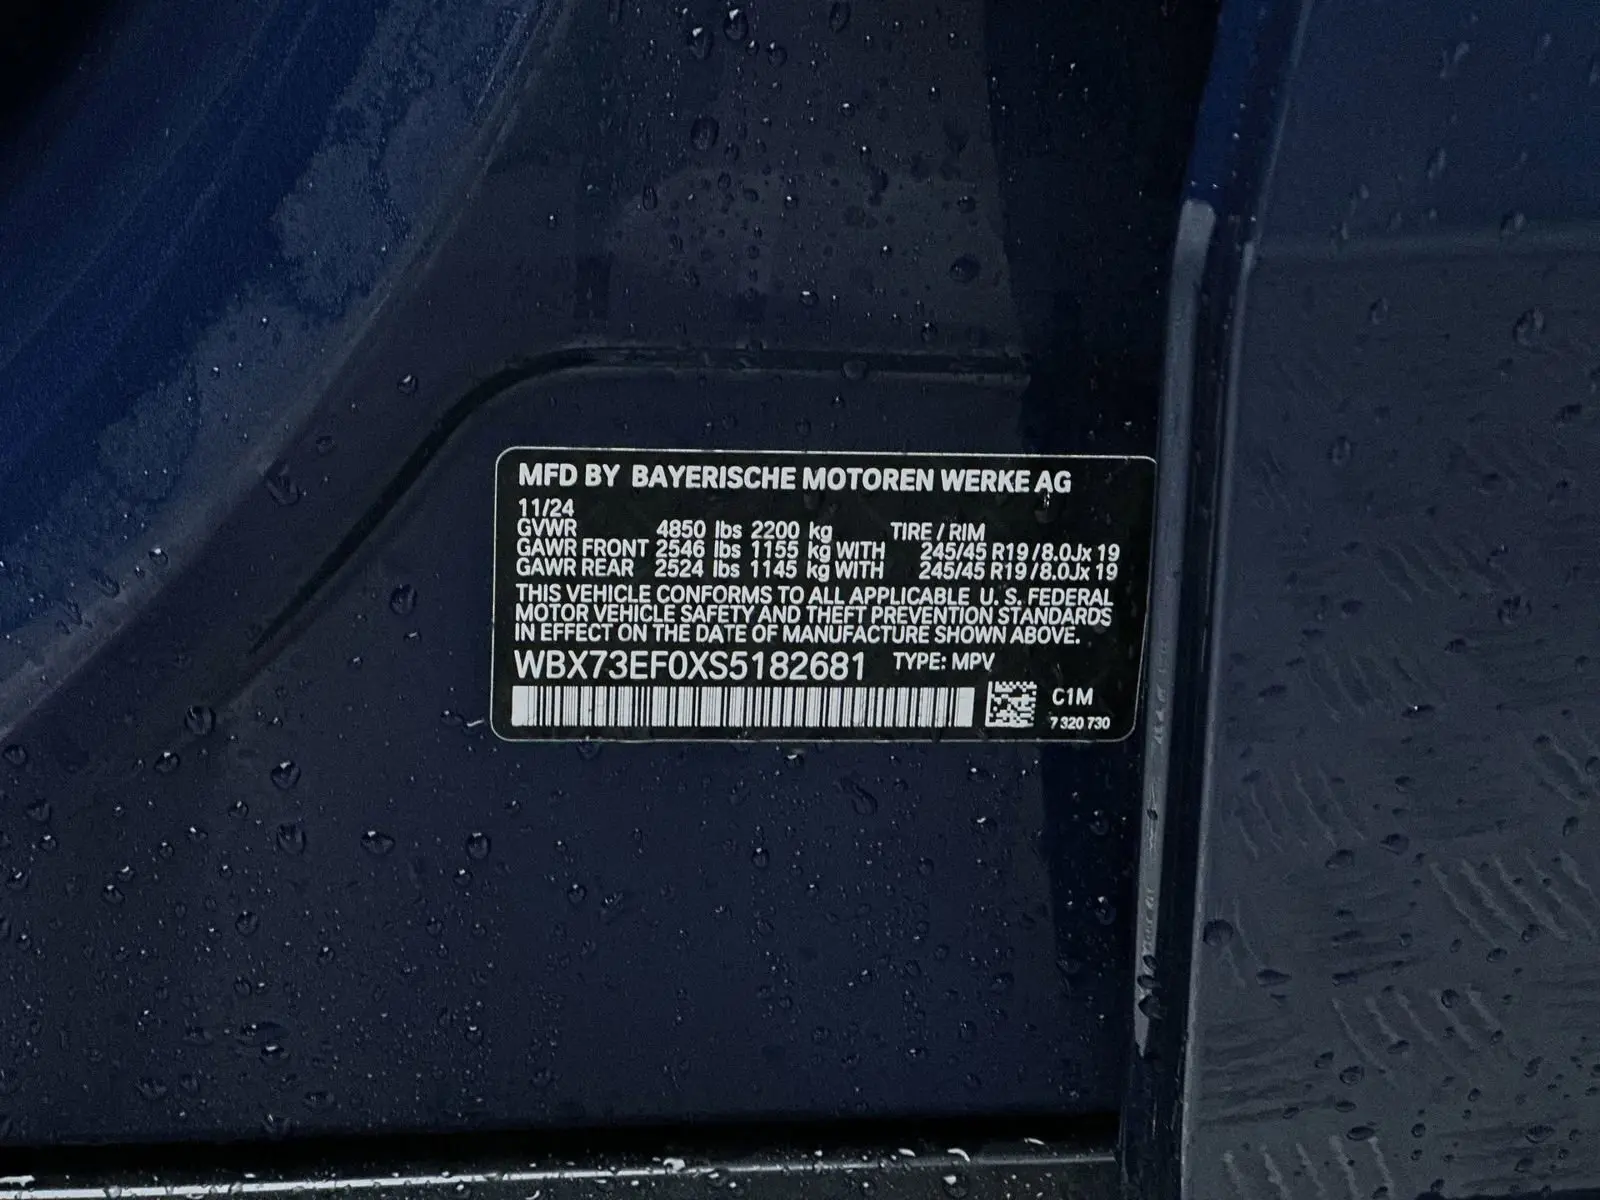 MFD BY BAYERISCHE MOTOREN WERKE AG
11/24
GVWR 4850 lbs 2200 kg TIRE / RIM
GAWR FRONT 2546 lbs 1155 kg WITH 245/45 R19 / 8.0Jx 19
GAWR REAR 2524 lbs 1145 kg WITH 245/45 R19 / 8.0Jx 19
THIS VEHICLE CONFORMS TO ALL APPLICABLE U. S. FEDERAL
MOTOR VEHICLE SAFETY AND THEFT PREVENTION STANDARDS
IN EFFECT ON THE DATE OF MANUFACTURE SHOWN ABOVE.
WBX73EF0XS5182681 TYPE: MPV
C1M
7 320 730